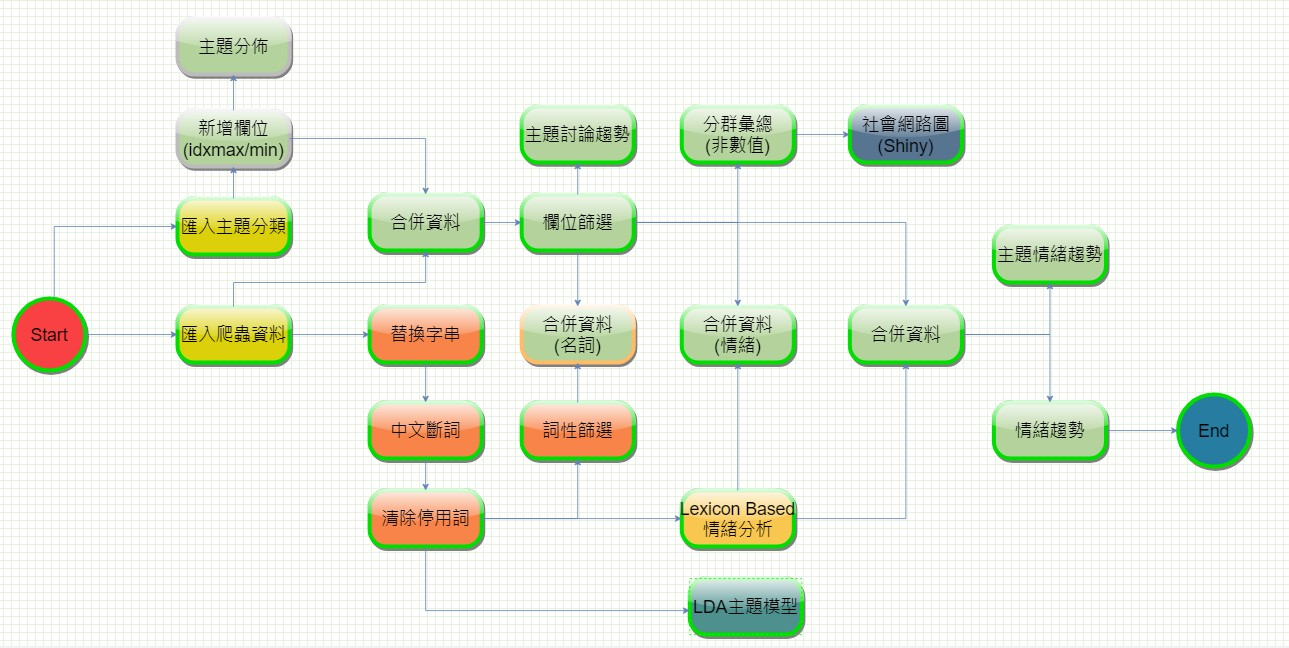 主題分佈
新增欄位
(idxmax/min)
主題討論趨勢
分群彙總
(非數值)
社會網路圖
(Shiny)
匯入主題分類
合併資料
欄位篩選
主題情緒趨勢
Start
匯入爬蟲資料
替換字串
合併資料
(名詞)
合併資料
(情緒)
合併資料
中文斷詞
詞性篩選
情緒趨勢
End
清除停用詞
Lexicon Based
情緒分析
LDA主題模型